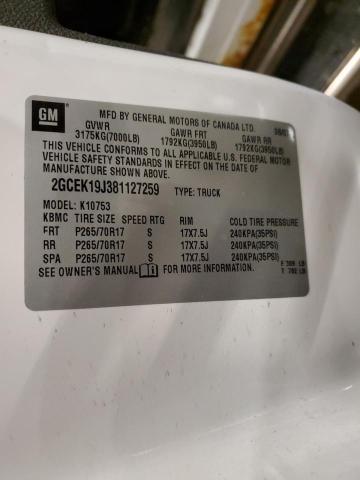 GM
MFD BY GENERAL MOTORS OF CANADA LTD.
GVWR GAWR FRT GAWR RR
3175KG(7000LB) 1792KG(3950LB) 1792KG(3950LB)
THIS VEHICLE CONFORMS TO ALL APPLICABLE U.S. FEDERAL MOTOR
VEHICLE SAFETY STANDARDS IN EFFECT ON THE DATE OF
MANUFACTURE SHOWN ABOVE.
2GCEK19J381127259 TYPE: TRUCK
MODEL: K10753
KBMC TIRE SIZE SPEED RTG RIM COLD TIRE PRESSURE
FRT P265/70R17 S 17X7.5J 240KPA(35PSI)
RR P265/70R17 S 17X7.5J 240KPA(35PSI)
SPA P265/70R17 S 17X7.5J 240KPA(35PSI)
SEE OWNER'S MANUAL FOR MORE INFORMATION.